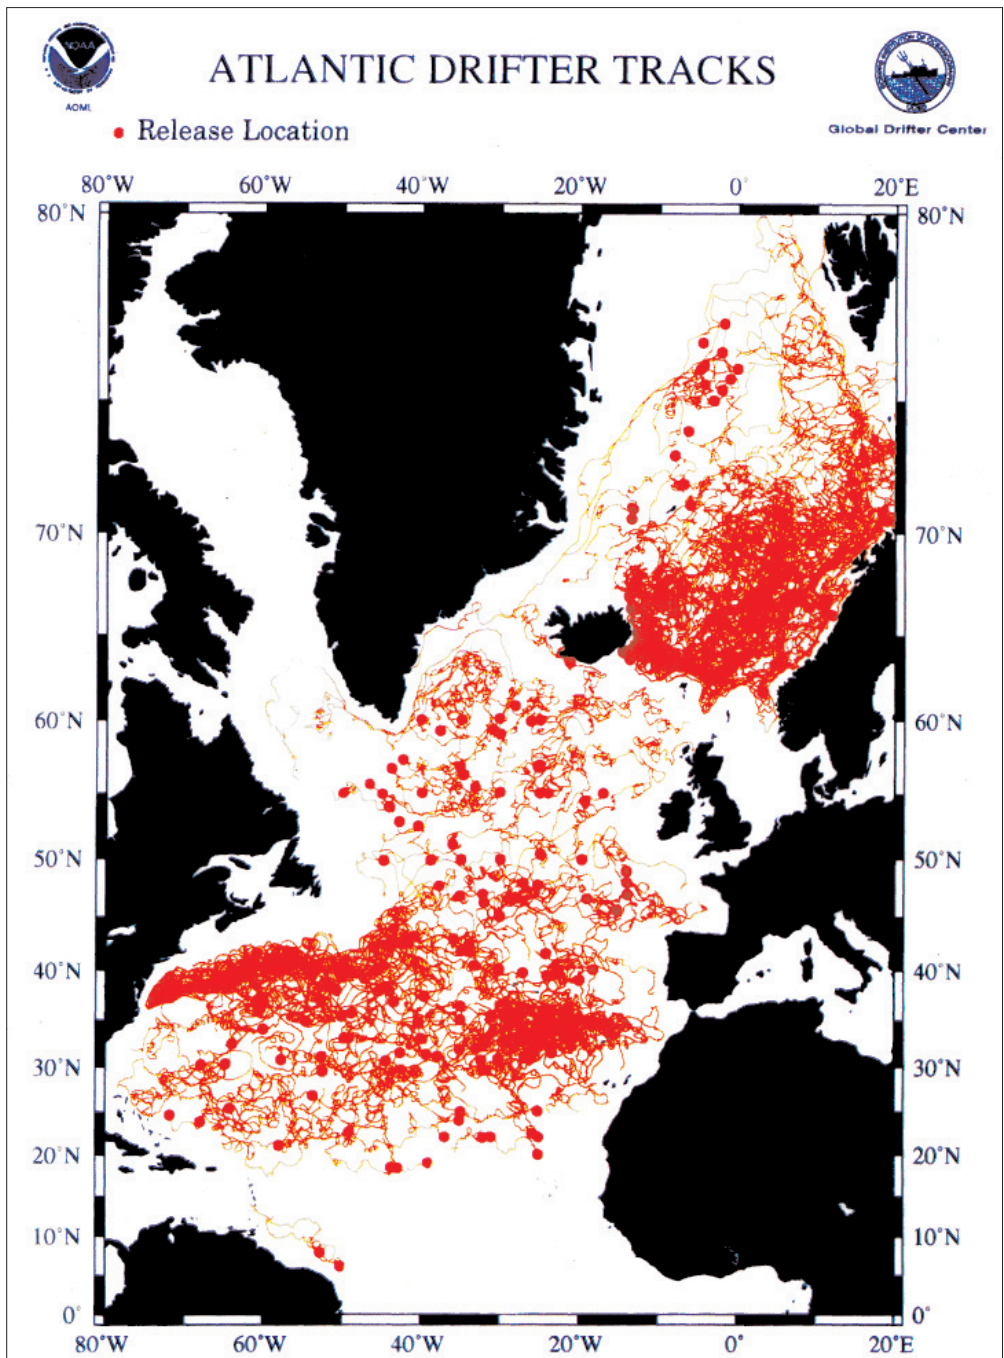 NOAA
AOML
ATLANTIC DRIFTER TRACKS
Global Drifter Center
Release Location
80°W 60°W 40°W 20°W 0° 20°E
80°N 80°N
70°N 70°N
60°N 60°N
50°N 50°N
40°N 40°N
30°N 30°N
20°N 20°N
10°N 10°N
0° 0°
80°W 60°W 40°W 20°W 0° 20°E